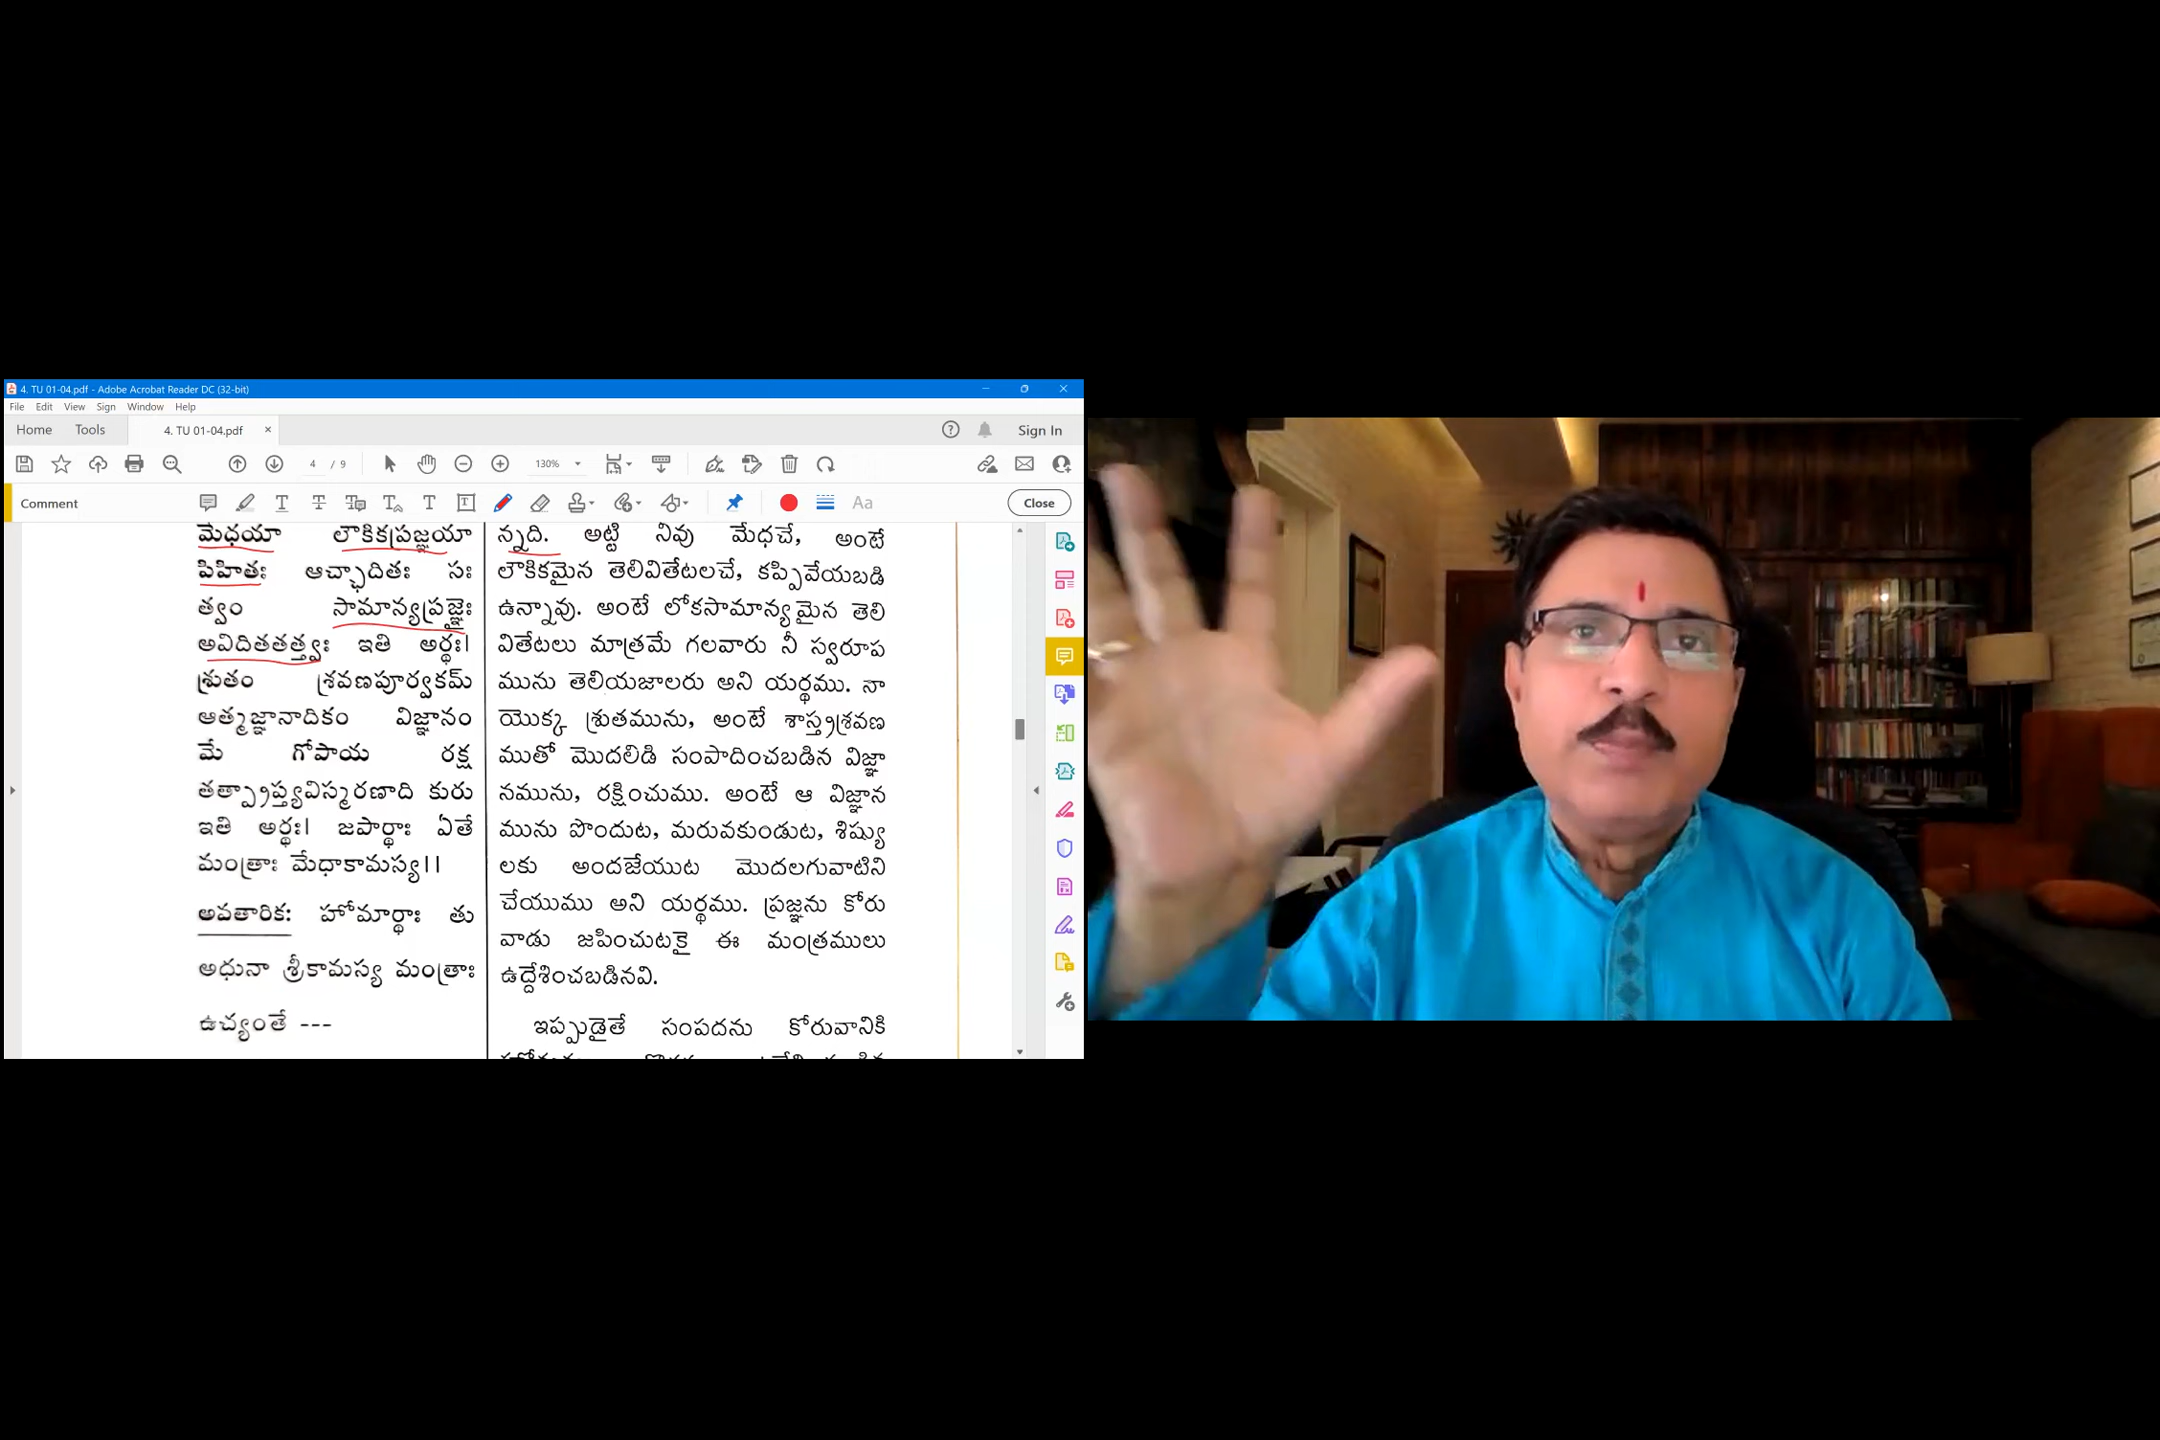 4. TU 01-04.pdf - Adobe Acrobat Reader DC (32-bit)
File Edit View Sign Window Help
Home Tools 4. TU 01-04.pdf × Sign In
4 / 9 130%
Comment Aa Close
మేధయా లౌకికప్రజ్ఞయా
పిహితః ఆచ్ఛాదితః సః
త్వం సామాన్యప్రజ్ఞైః
అవిదితతత్త్వః ఇతి అర్థః।
శ్రుతం శ్రవణపూర్వకమ్
ఆత్మజ్ఞానాదికం విజ్ఞానం
మే గోపాయ రక్ష
తత్ప్రాప్త్యవిస్మరణాది కురు
ఇతి అర్థః। జపార్థాః ఏతే
మంత్రాః మేధాకామస్య।।
అవతారిక: హోమార్థాః తు
అధునా శ్రీకామస్య మంత్రాః
ఉచ్యంతే ---
న్నది. అట్టి నీవు మేధచే, అంటే
లౌకికమైన తెలివితేటలచే, కప్పివేయబడి
ఉన్నావు. అంటే లోకసామాన్యమైన తెలి
వితేటలు మాత్రమే గలవారు నీ స్వరూప
మును తెలియజాలరు అని యర్థము. నా
యొక్క శ్రుతమును, అంటే శాస్త్రశ్రవణ
ముతో మొదలిడి సంపాదించబడిన విజ్ఞా
నమును, రక్షించుము. అంటే ఆ విజ్ఞాన
మును పొందుట, మరువకుండుట, శిష్యు
లకు అందజేయుట మొదలగువాటిని
చేయుము అని యర్థము. ప్రజ్ఞను కోరు
వాడు జపించుటకై ఈ మంత్రములు
ఉద్దేశించబడినవి.
ఇప్పుడైతే సంపదను కోరువానికి